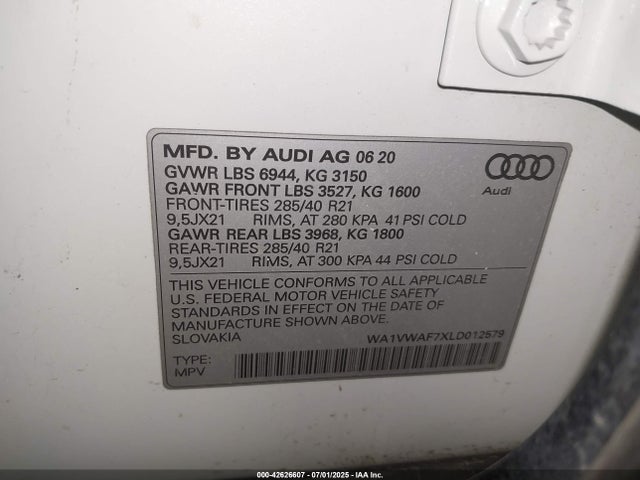 MFD. BY AUDI AG 06 20
GVWR LBS 6944, KG 3150
GAWR FRONT LBS 3527, KG 1600
FRONT-TIRES 285/40 R21
9,5JX21 RIMS, AT 280 KPA 41 PSI COLD
GAWR REAR LBS 3968, KG 1800
REAR-TIRES 285/40 R21
9,5JX21 RIMS, AT 300 KPA 44 PSI COLD
Audi
THIS VEHICLE CONFORMS TO ALL APPLICABLE
U.S. FEDERAL MOTOR VEHICLE SAFETY
STANDARDS IN EFFECT ON THE DATE OF
MANUFACTURE SHOWN ABOVE.
SLOVAKIA WA1VWAF7XLD012579
TYPE:
MPV
000-42626607 - 07/01/2025 - IAA, Inc.